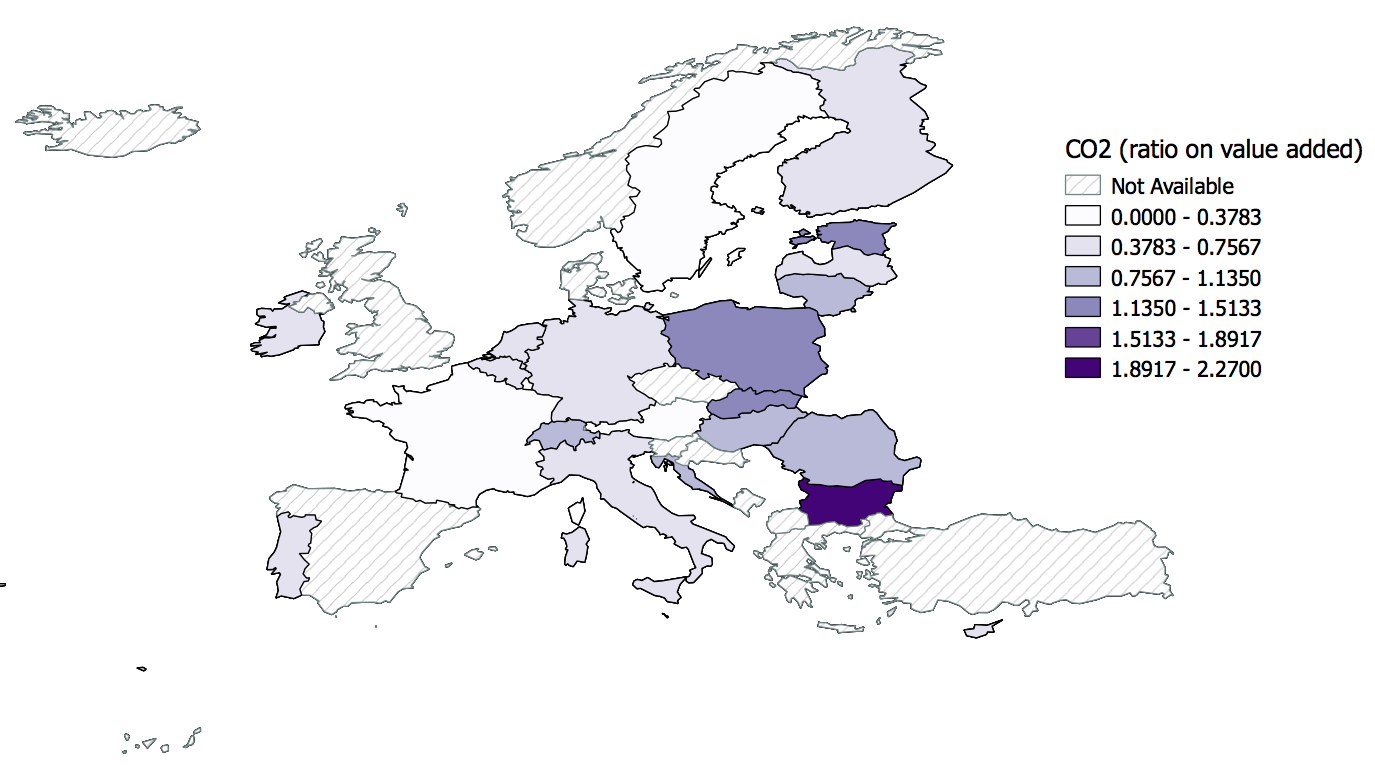 CO2 (ratio on value added)
Not Available
0.0000 - 0.3783
0.3783 - 0.7567
0.7567 - 1.1350
1.1350 - 1.5133
1.5133 - 1.8917
1.8917 - 2.2700